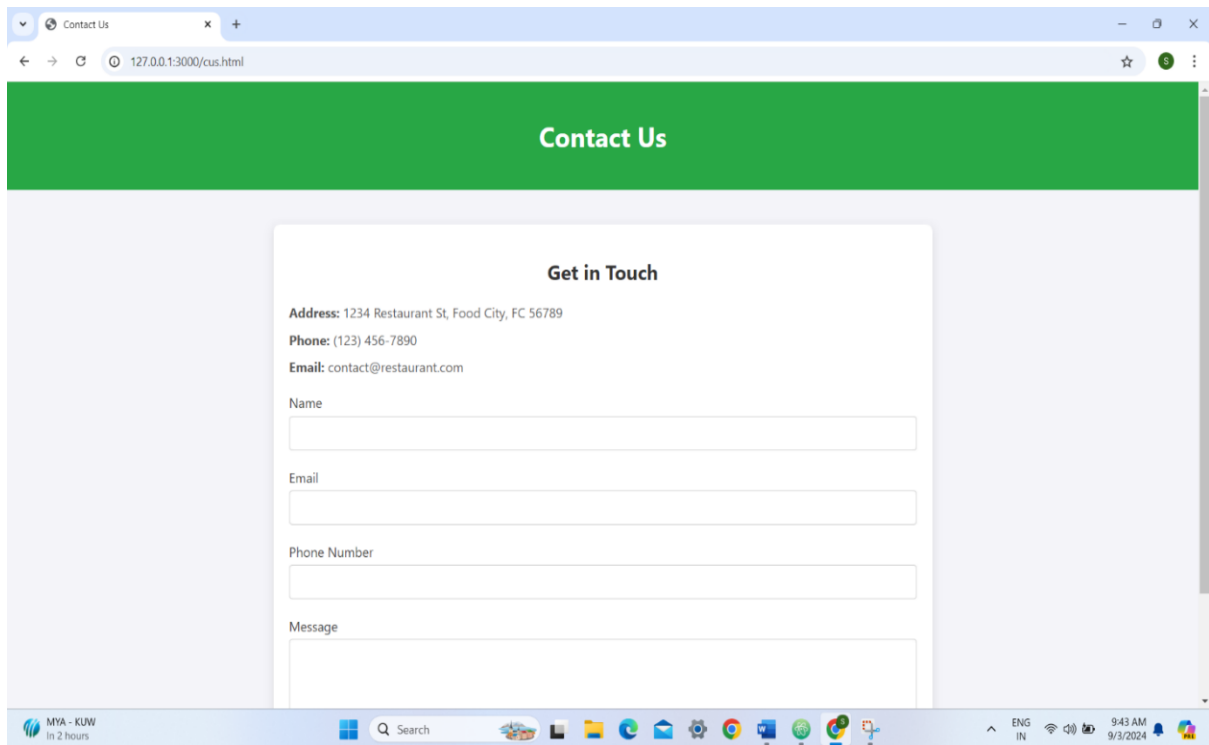 Contact Us
127.0.0.1:3000/cus.html
S
Contact Us
Get in Touch
Address: 1234 Restaurant St, Food City, FC 56789
Phone: (123) 456-7890
Email: contact@restaurant.com
Name
Email
Phone Number
Message
MYA - KUW
In 2 hours
Search
ENG
IN
9:43 AM
9/3/2024